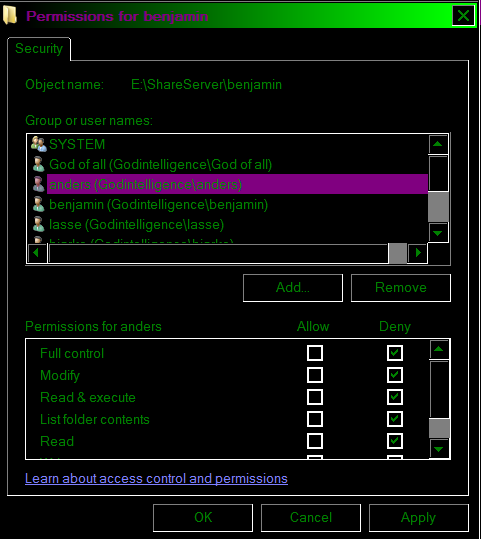 Permissions for benjamin
Security
Object name: E:\ShareServer\benjamin
Group or user names:
SYSTEM
God of all (Godintelligence\God of all)
anders (Godintelligence\anders)
benjamin (Godintelligence\benjamin)
lasse (Godintelligence\lasse)
Add...
Remove
Permissions for anders Allow Deny
Full control
Modify
Read & execute
List folder contents
Read
Learn about access control and permissions
OK
Cancel
Apply